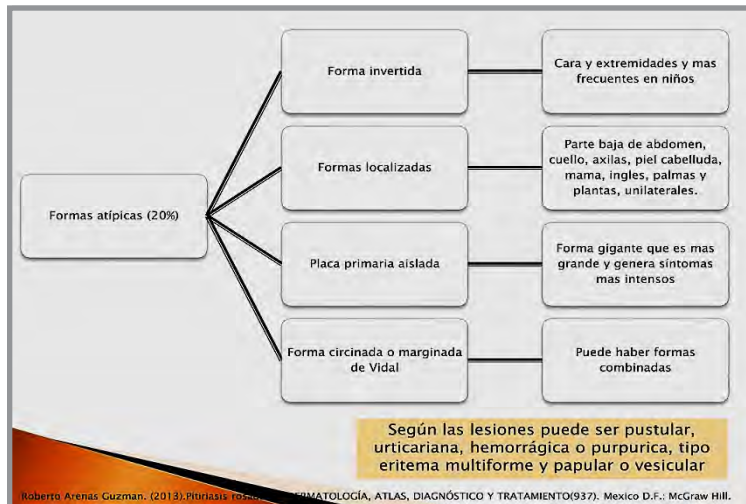 Forma invertida
Cara y extremidades y mas
frecuentes en niños
Formas atípicas (20%)
Formas localizadas
Parte baja de abdomen,
cuello, axilas, piel cabelluda,
mama, ingles, palmas y
plantas, unilaterales.
Placa primaria aislada
Forma gigante que es mas
grande y genera síntomas
mas intensos
Forma circinada o marginada
de Vidal
Puede haber formas
combinadas
Según las lesiones puede ser pustular,
urticariana, hemorrágica o purpurica, tipo
eritema multiforme y papular o vesicular
Roberto Arenas Guzman. (2013).Pitiriasis ATLAS, DIAGNÓSTICO Y TRATAMIENTO(937). Mexico D.F.: McGraw Hill.